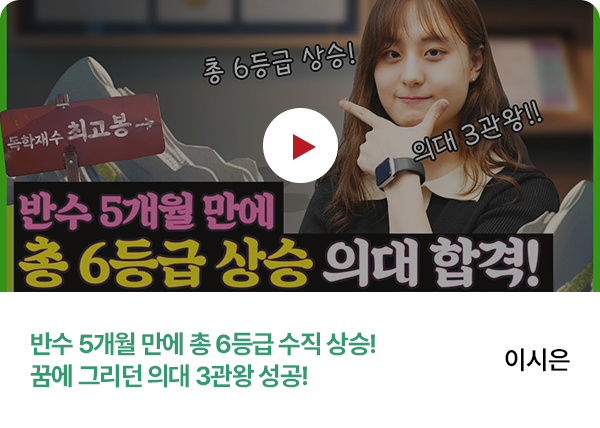 총 6등급 상승!
득학재수 최고봉→
의대 3관왕!!
반수 5개월 만에
총 6등급 상승 의대 합격!
반수 5개월 만에 총 6등급 수직 상승!
꿈에 그리던 의대 3관왕 성공!
이시은